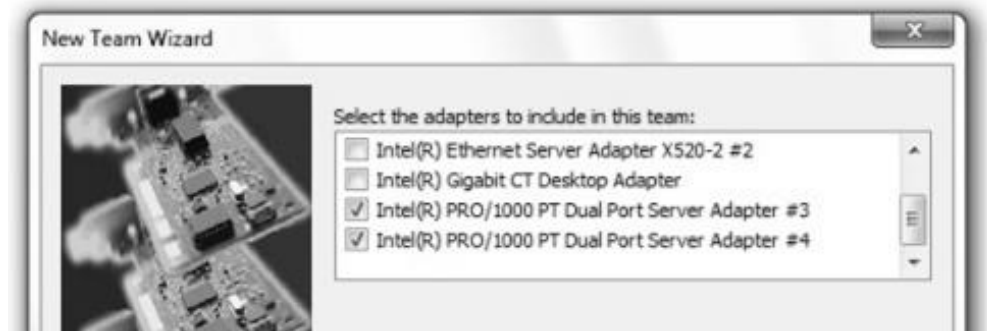 New Team Wizard
Select the adapters to include in this team:
Intel(R) Ethernet Server Adapter X520-2 #2
Intel(R) Gigabit CT Desktop Adapter
Intel(R) PRO/1000 PT Dual Port Server Adapter #3
Intel(R) PRO/1000 PT Dual Port Server Adapter #4